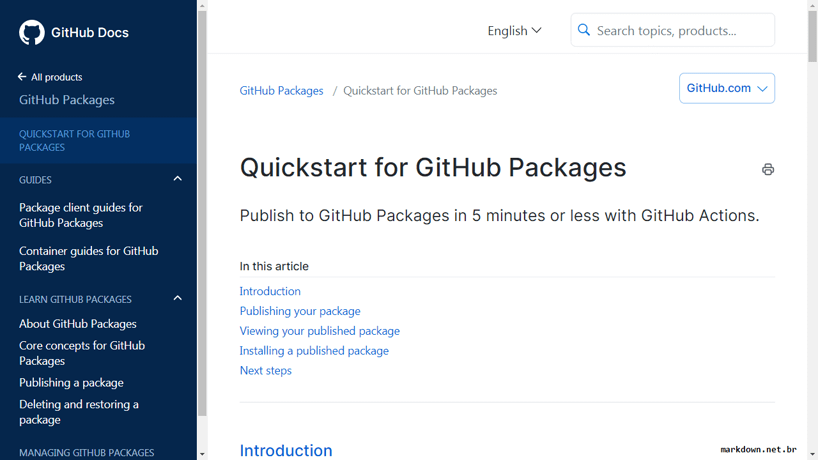 GitHub Docs
All products
GitHub Packages
QUICKSTART FOR GITHUB
PACKAGES
GUIDES
Package client guides for
GitHub Packages
Container guides for GitHub
Packages
LEARN GITHUB PACKAGES
About GitHub Packages
Core concepts for GitHub
Packages
Publishing a package
Deleting and restoring a
package
MANAGING GITHUB PACKAGES
English
Search topics, products...
GitHub Packages / Quickstart for GitHub Packages
GitHub.com
Quickstart for GitHub Packages
Publish to GitHub Packages in 5 minutes or less with GitHub Actions.
In this article
Introduction
Publishing your package
Viewing your published package
Installing a published package
Next steps
Introduction
markdown.net.br